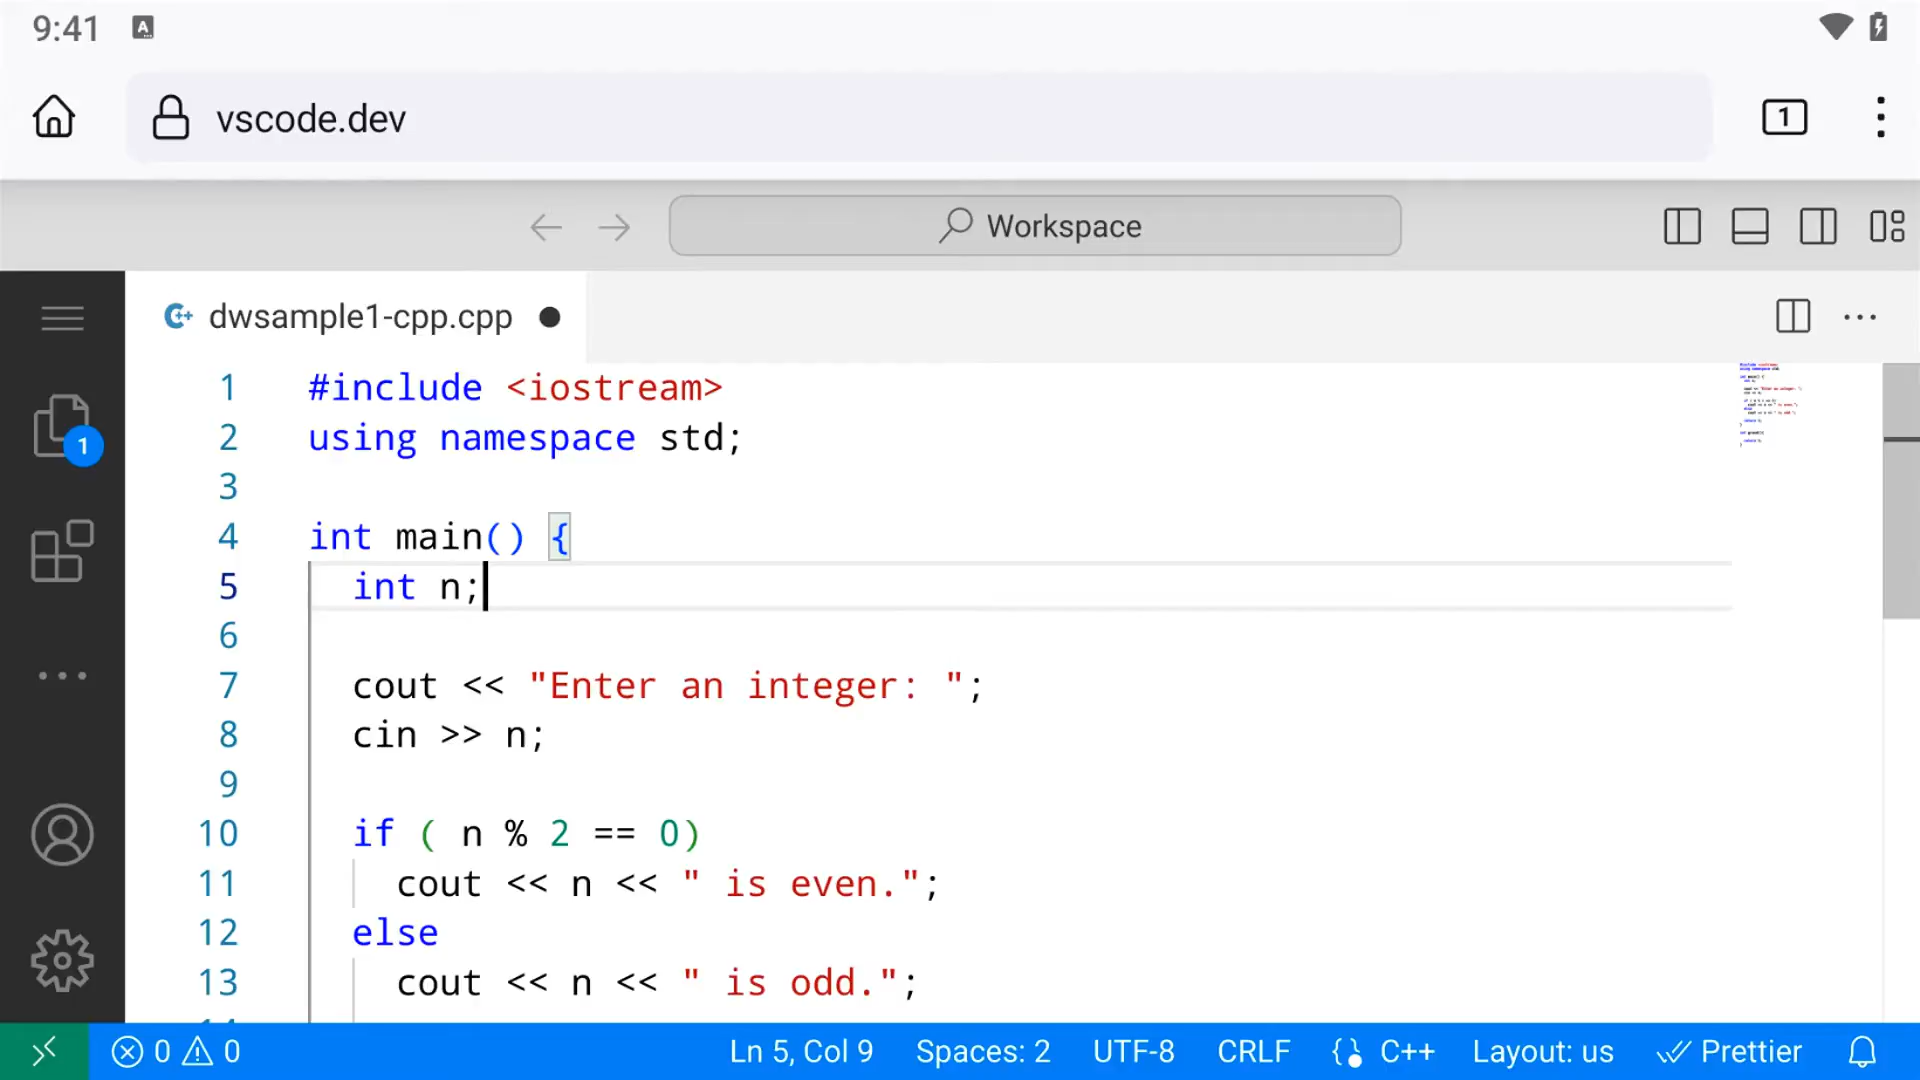 9:41 A
vscode.dev
1
Workspace
dwsample1-cpp.cpp
1 #include <iostream>
2 using namespace std;
3
4 int main() {
5 int n;
6
7 cout << "Enter an integer: ";
8 cin >> n;
9
10 if ( n % 2 == 0)
11 cout << n << " is even.";
12 else
13 cout << n << " is odd.";
1
0 0 Ln 5, Col 9 Spaces: 2 UTF-8 CRLF C++ Layout: us Prettier